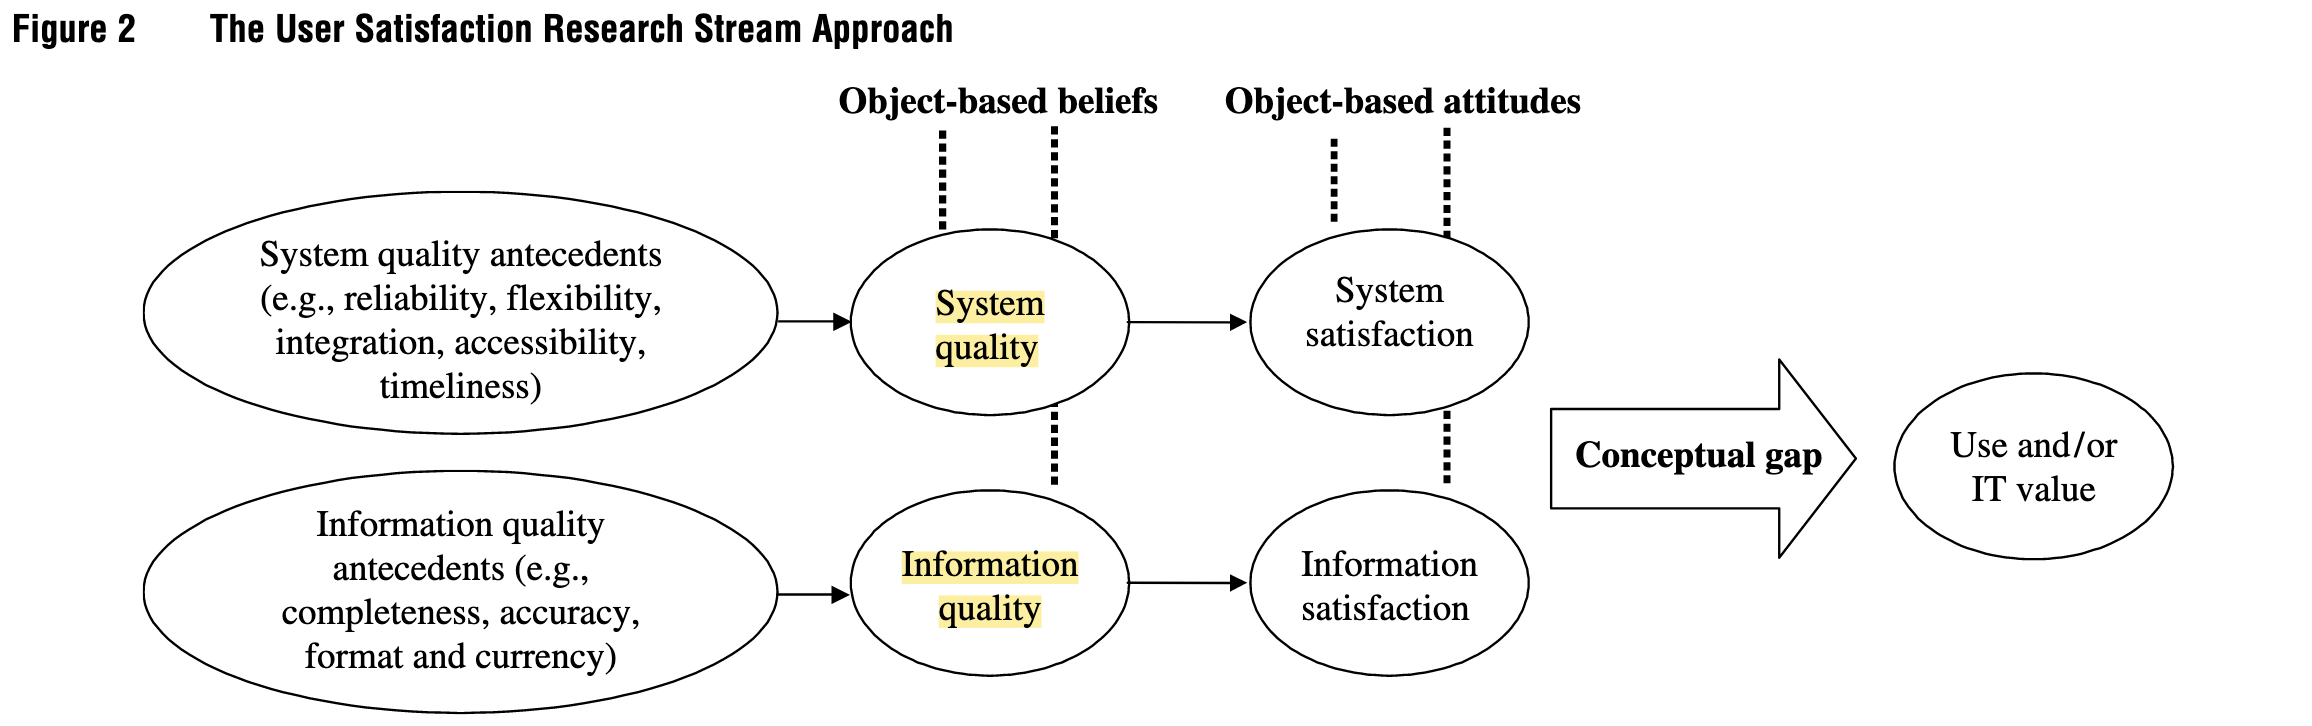 Figure 2 The User Satisfaction Research Stream Approach
Object-based beliefs
Object-based attitudes
System quality antecedents
(e.g., reliability, flexibility,
integration, accessibility,
timeliness)
System
quality
System
satisfaction
Information quality
antecedents (e.g.,
completeness, accuracy,
format and currency)
Information
quality
Information
satisfaction
Conceptual gap
Use and/or
IT value